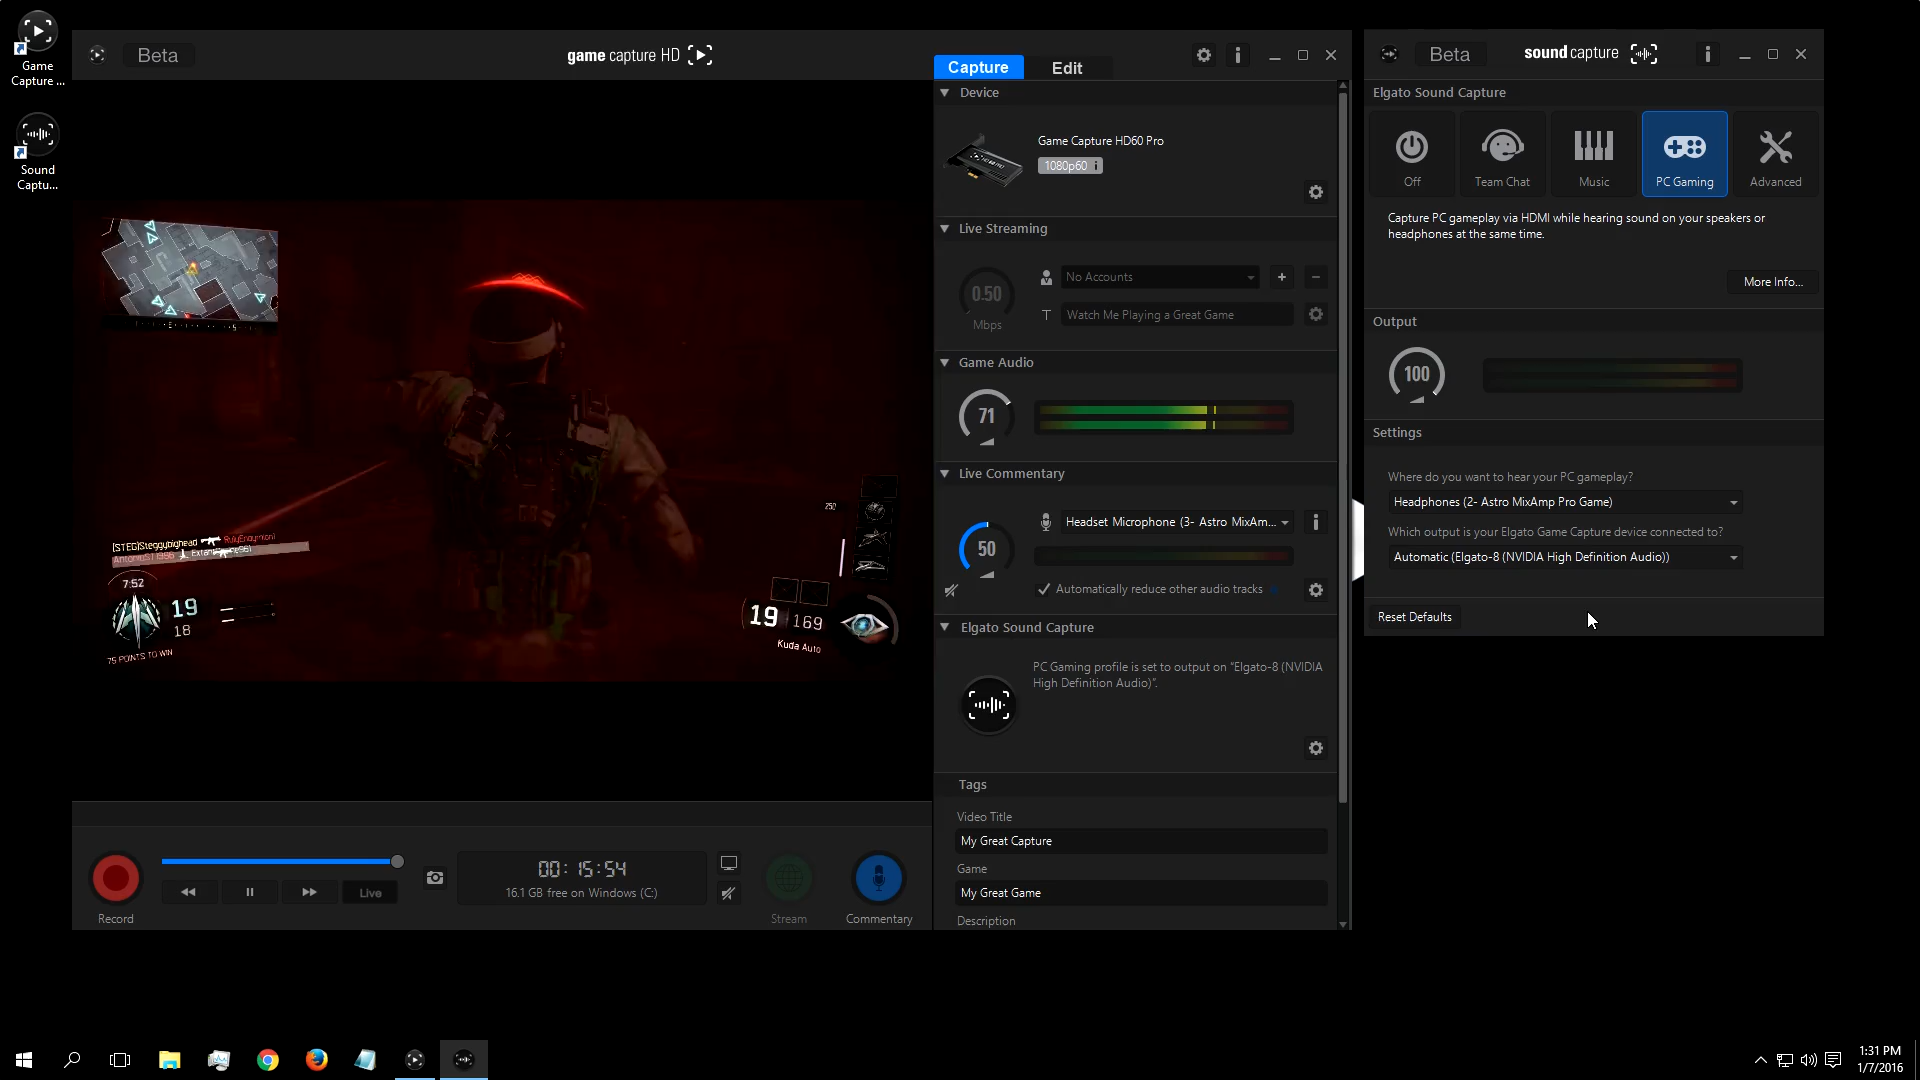 Game
Capture ...
Sound
Captu...
Beta
game capture HD
Capture
Edit
Device
Game Capture HD60 Pro
1080p60 i
Live Streaming
0.50
Mbps
No Accounts
+
−
T
Watch Me Playing a Great Game
Game Audio
71
Live Commentary
50
Headset Microphone (3- Astro MixAm...
Automatically reduce other audio tracks
Elgato Sound Capture
PC Gaming profile is set to output on "Elgato-8 (NVIDIA
High Definition Audio)".
Tags
Video Title
My Great Capture
Game
My Great Game
Description
[STEG]Steggybighead
7:52
19
18
75 POINTS TO WIN
250
19 169
Kuda Auto
Record
Live
00:15:54
16.1 GB free on Windows (C:)
Stream
Commentary
Beta
sound capture
Elgato Sound Capture
Off
Team Chat
Music
PC Gaming
Advanced
Capture PC gameplay via HDMI while hearing sound on your speakers or
headphones at the same time.
More Info...
Output
100
Settings
Where do you want to hear your PC gameplay?
Headphones (2- Astro MixAmp Pro Game)
Which output is your Elgato Game Capture device connected to?
Automatic (Elgato-8 (NVIDIA High Definition Audio))
Reset Defaults
1:31 PM
1/7/2016